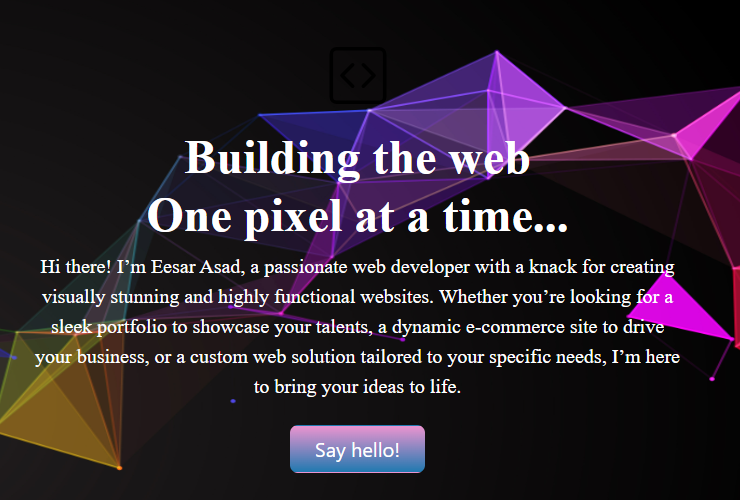 Building the web
One pixel at a time...
Hi there! I’m Eesar Asad, a passionate web developer with a knack for creating
visually stunning and highly functional websites. Whether you’re looking for a
sleek portfolio to showcase your talents, a dynamic e-commerce site to drive
your business, or a custom web solution tailored to your specific needs, I’m here
to bring your ideas to life.
Say hello!